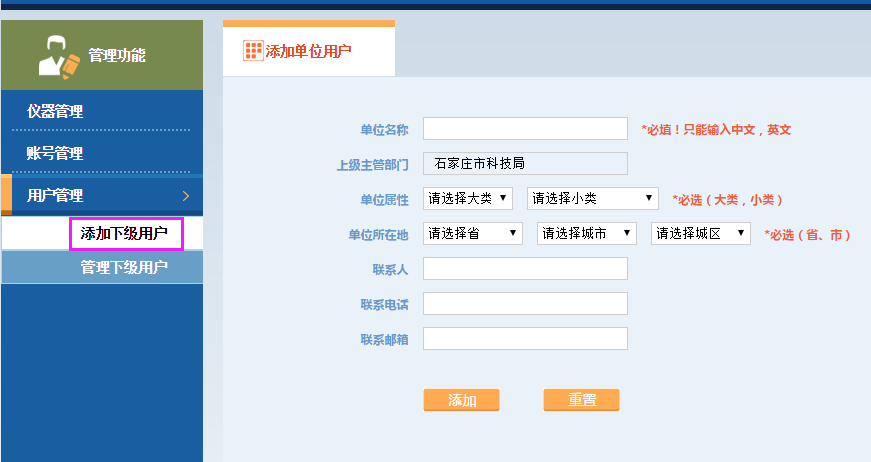 管理功能
仪器管理
账号管理
用户管理
添加下级用户
管理下级用户
添加单位用户
单位名称 *必填！只能输入中文，英文
上级主管部门 石家庄市科技局
单位属性 请选择大类 请选择小类 *必选（大类，小类）
单位所在地 请选择省 请选择城市 请选择城区 *必选（省、市）
联系人
联系电话
联系邮箱
添加 重置